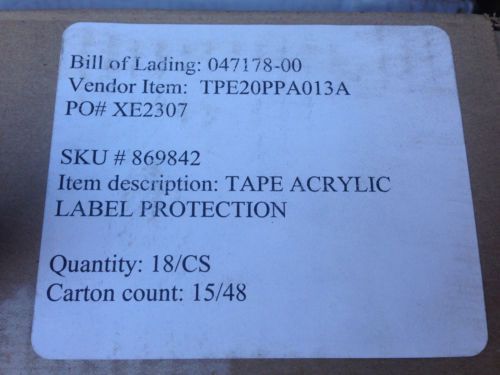 Bill of Lading: 047178-00
Vendor Item: TPE20PPA013A
PO# XE2307
SKU # 869842
Item description: TAPE ACRYLIC
LABEL PROTECTION
Quantity: 18/CS
Carton count: 15/48